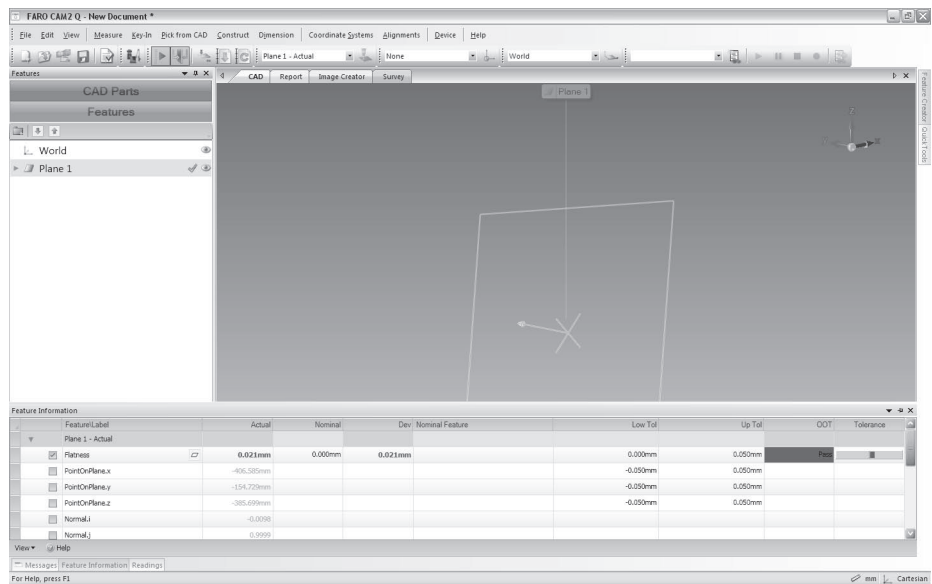 FARO CAM2 Q - New Document *
File Edit View Measure Key-In Pick from CAD Construct Dimension Coordinate Systems Alignments Device Help
Plane 1 - Actual None World
Features
CAD Report Image Creator Survey
CAD Parts
Features
Plane 1
World
Plane 1
Feature Creator
QuickTools
Feature Information
Feature\Label Actual Nominal Dev Nominal Feature Low Tol Up Tol OOT Tolerance
Plane 1 - Actual
Flatness 0.021mm 0.000mm 0.021mm 0.000mm 0.050mm Pass
PointOnPlane.x -406.585mm -0.050mm 0.050mm
PointOnPlane.y -154.729mm -0.050mm 0.050mm
PointOnPlane.z -385.699mm -0.050mm 0.050mm
Normal.i -0.0098
Normal.j 0.9999
View Help
Messages Feature Information Readings
For Help, press F1 mm Cartesian